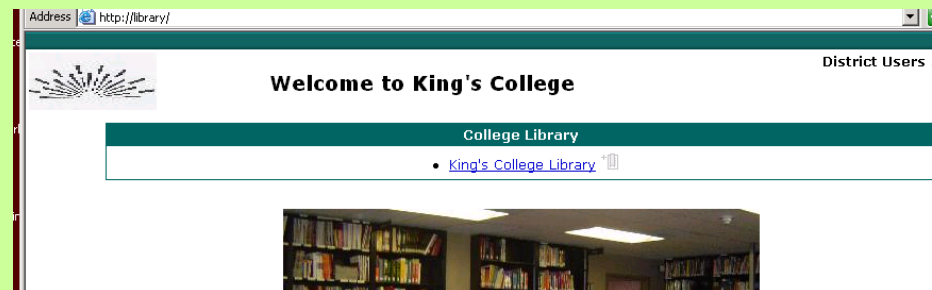 Address http://library/
District Users
Welcome to King's College
College Library
• King's College Library